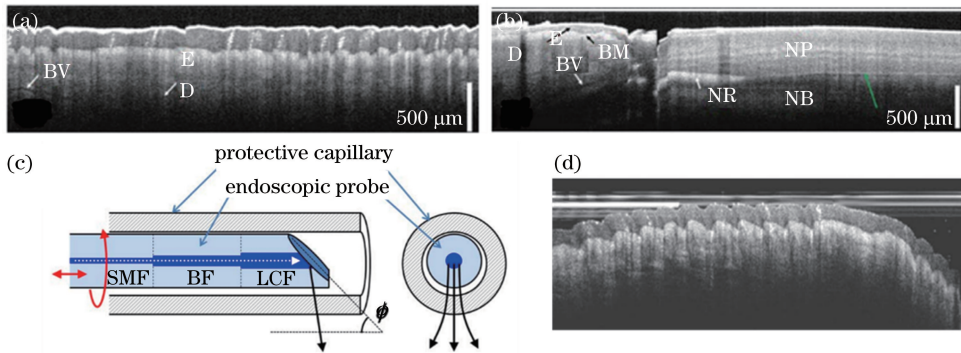 (a)
E
BV
D
500 μm
(b)
E
D
BM
NP
BV
NR
NB
500 μm
(c)
protective capillary
endoscopic probe
SMF
BF
LCF
ϕ
(d)